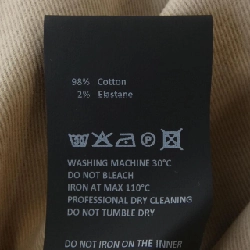 98% Cotton
2% Elastane
WASHING MACHINE 30°C
DO NOT BLEACH
IRON AT MAX 110°C
PROFESSIONAL DRY CLEANING
DO NOT TUMBLE DRY
DO NOT IRON ON THE INNER